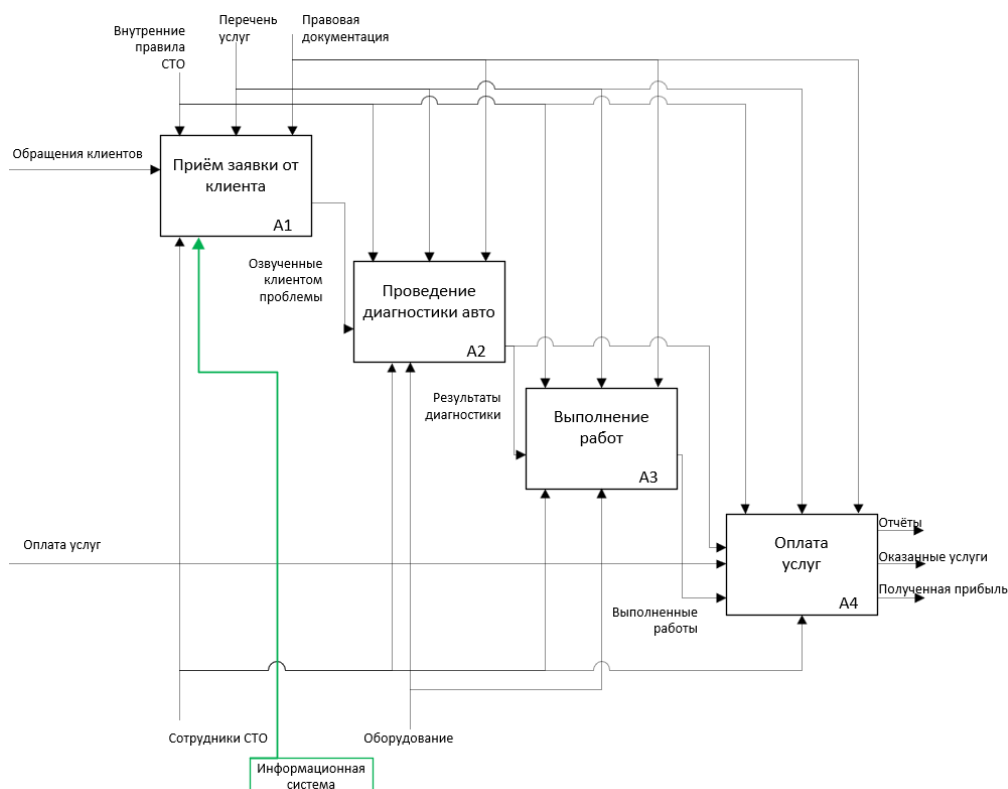 Внутренние
правила
СТО
Перечень
услуг
Правовая
документация
Обращения клиентов
Приём заявки от
клиента
A1
Озвученные
клиентом
проблемы
Проведение
диагностики авто
A2
Результаты
диагностики
Выполнение
работ
A3
Оплата услуг
Оплата
услуг
A4
Отчёты
Оказанные услуги
Полученная прибыль
Выполненные
работы
Сотрудники СТО
Оборудование
Информационная
система